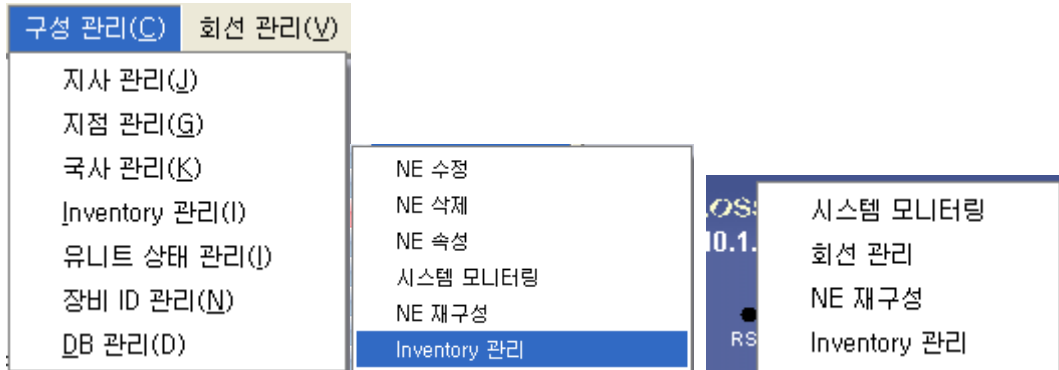 구성 관리(C) 회선 관리(V)
지사 관리(J)
지점 관리(G)
국사 관리(K)
Inventory 관리(I)
유니트 상태 관리(I)
장비 ID 관리(N)
DB 관리(D)
NE 수정
NE 삭제
NE 속성
시스템 모니터링
NE 재구성
Inventory 관리
.OS
10.1.
RS
시스템 모니터링
회선 관리
NE 재구성
Inventory 관리